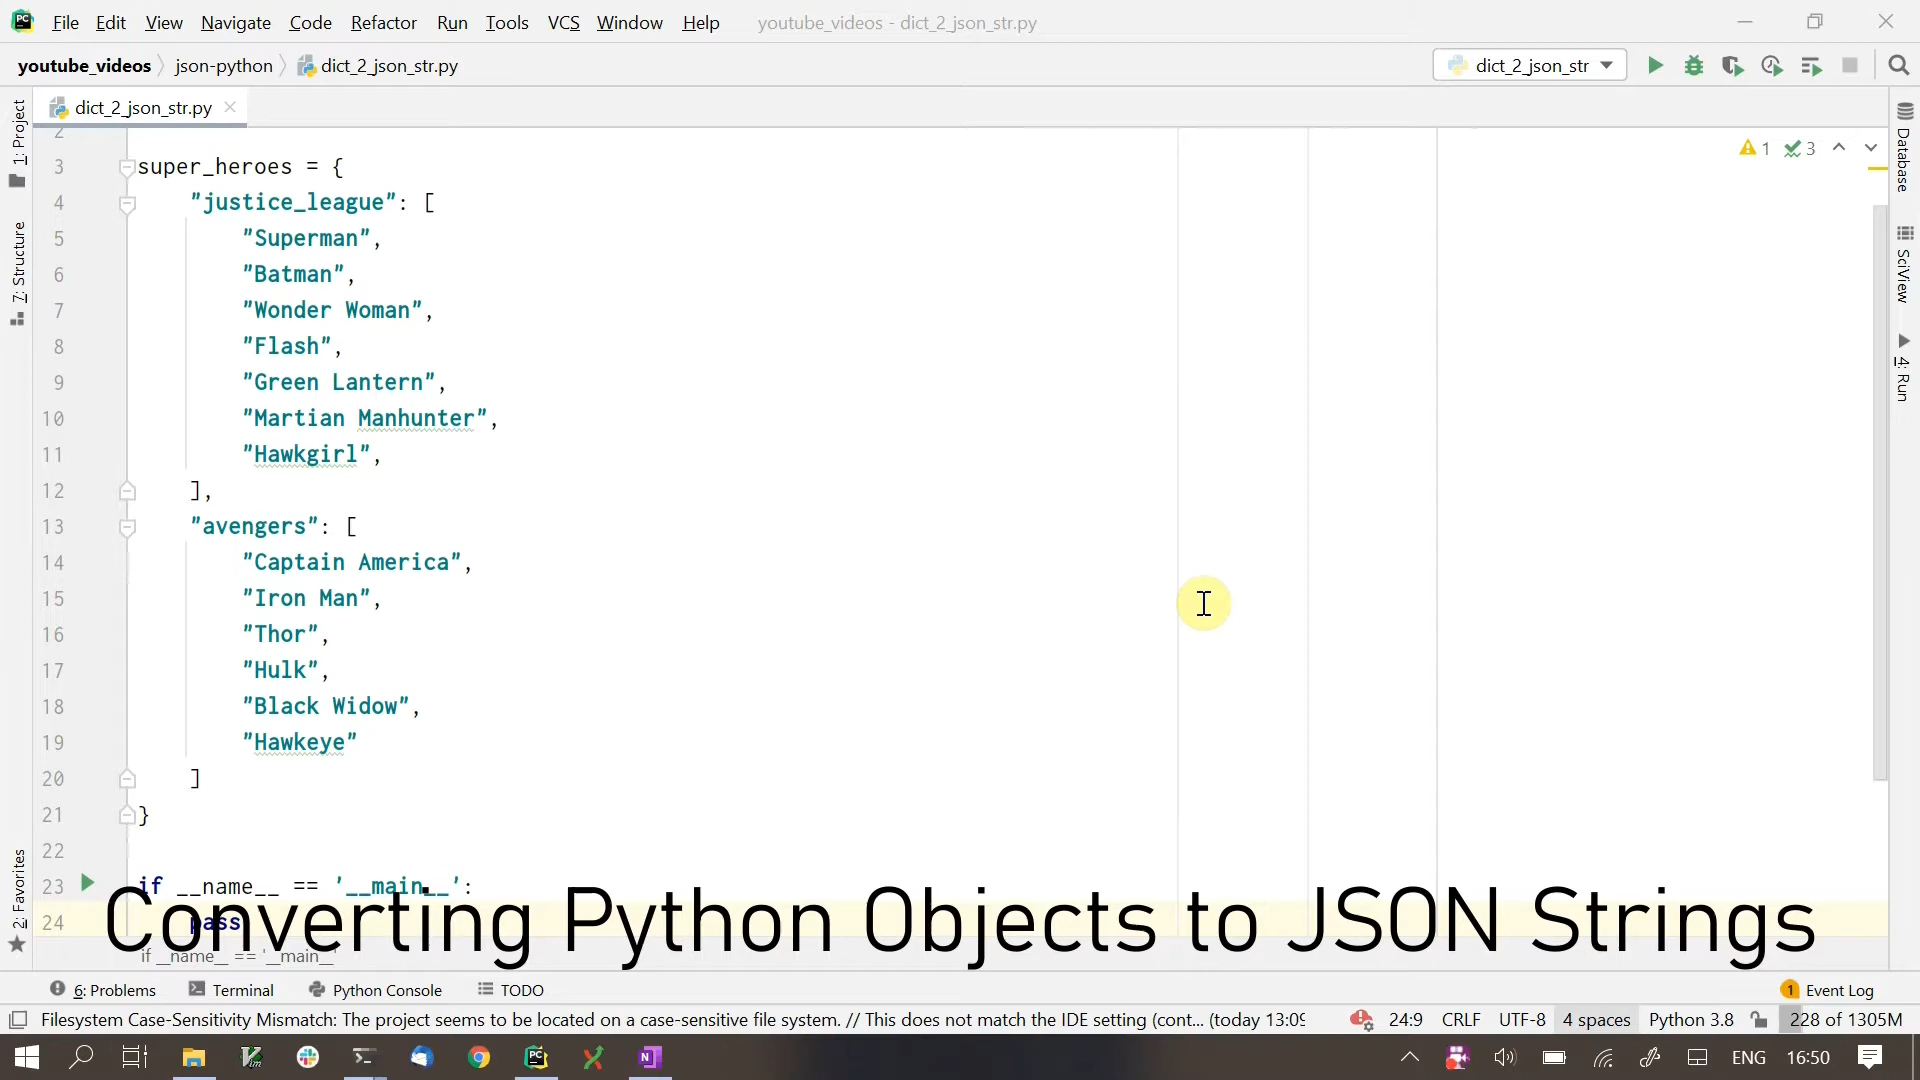 File Edit View Navigate Code Refactor Run Tools VCS Window Help youtube_videos - dict_2_json_str.py
youtube_videos json-python dict_2_json_str.py dict_2_json_str
dict_2_json_str.py
1: Project
7: Structure
2: Favorites
Database
SciView
4: Run
1 3
2
3 super_heroes = {
4 "justice_league": [
5 "Superman",
6 "Batman",
7 "Wonder Woman",
8 "Flash",
9 "Green Lantern",
10 "Martian Manhunter",
11 "Hawkgirl",
12 ],
13 "avengers": [
14 "Captain America",
15 "Iron Man",
16 "Thor",
17 "Hulk",
18 "Black Widow",
19 "Hawkeye"
20 ]
21 }
22
23 if __name__ == '__main__':
24 pass
Converting Python Objects to JSON Strings
if __name__ == '__main__'
6: Problems Terminal Python Console TODO 1 Event Log
Filesystem Case-Sensitivity Mismatch: The project seems to be located on a case-sensitive file system. // This does not match the IDE setting (cont... (today 13:09 24:9 CRLF UTF-8 4 spaces Python 3.8 228 of 1305M
ENG 16:50